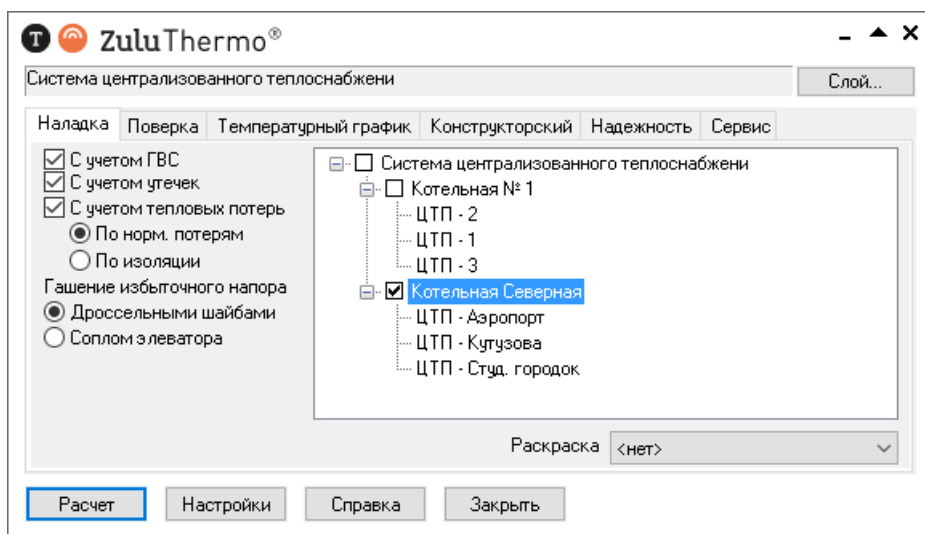 ZuluThermo®
Система централизованного теплоснабжени
Слой...
Наладка Поверка Температурный график Конструкторский Надежность Сервис
С учетом ГВС
С учетом утечек
С учетом тепловых потерь
По норм. потерям
По изоляции
Гашение избыточного напора
Дроссельными шайбами
Соплом элеватора
Система централизованного теплоснабжени
Котельная № 1
ЦТП - 2
ЦТП - 1
ЦТП - 3
Котельная Северная
ЦТП - Аэропорт
ЦТП - Кутузова
ЦТП - Студ. городок
Раскраска <нет>
Расчет Настройки Справка Закрыть